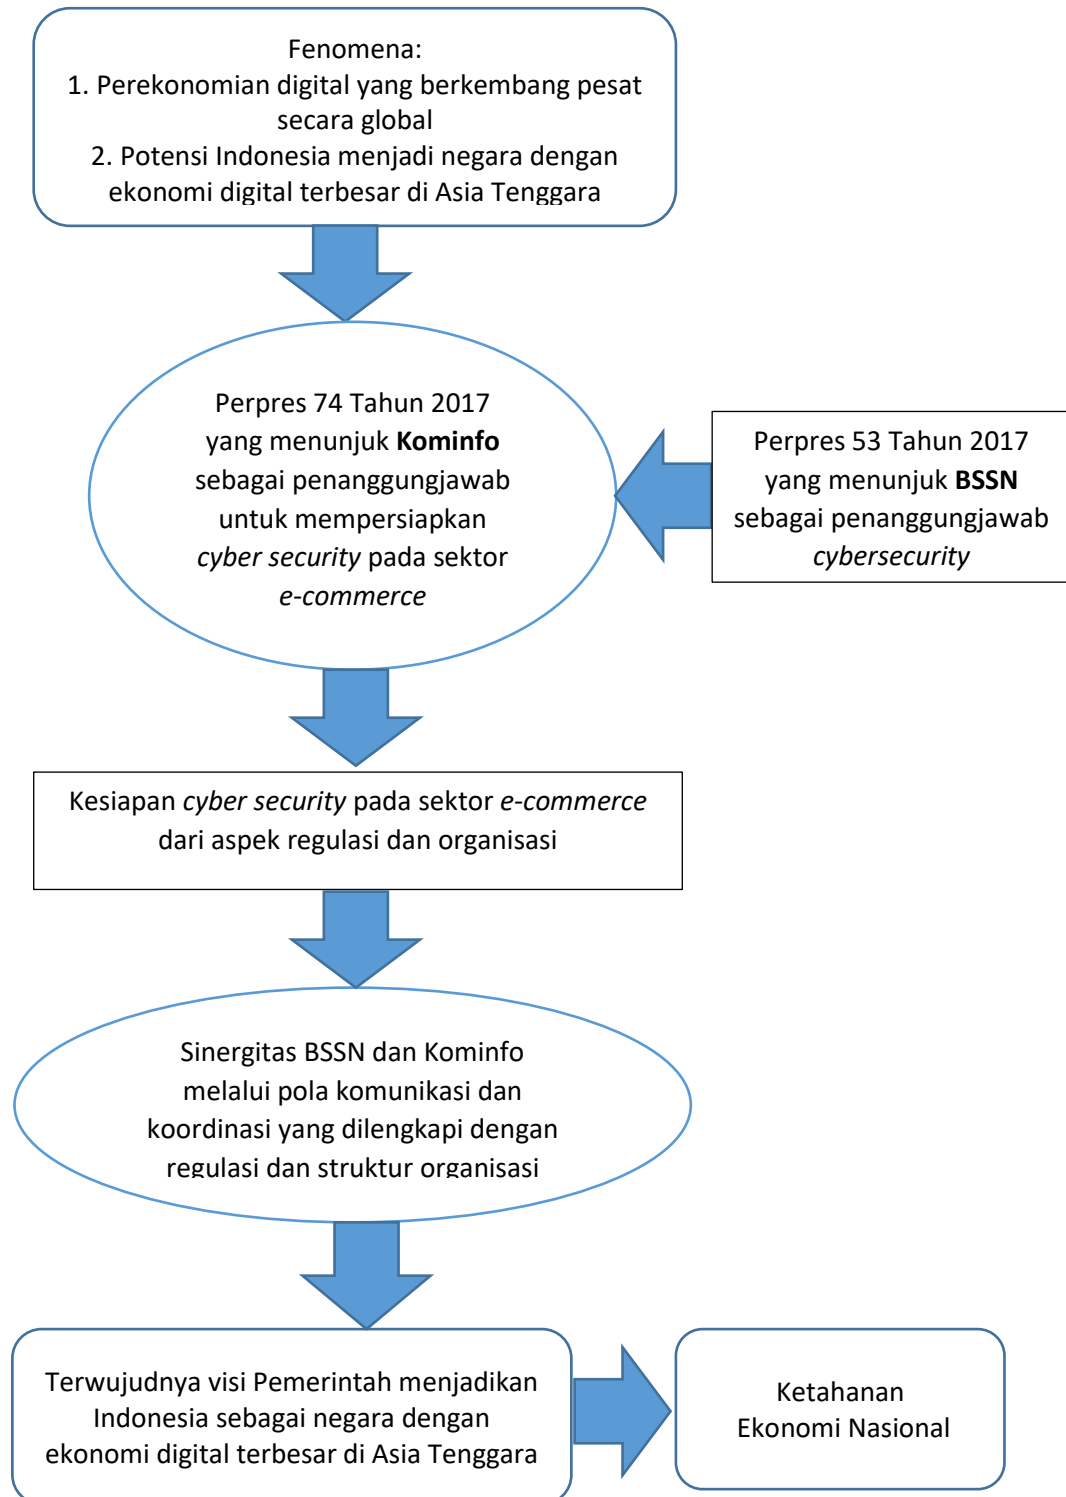 Fenomena:
1. Perekonomian digital yang berkembang pesat
secara global
2. Potensi Indonesia menjadi negara dengan
ekonomi digital terbesar di Asia Tenggara
Perpres 74 Tahun 2017
yang menunjuk Kominfo
sebagai penanggungjawab
untuk mempersiapkan
cyber security pada sektor
e-commerce
Perpres 53 Tahun 2017
yang menunjuk BSSN
sebagai penanggungjawab
cybersecurity
Kesiapan cyber security pada sektor e-commerce
dari aspek regulasi dan organisasi
Sinergitas BSSN dan Kominfo
melalui pola komunikasi dan
koordinasi yang dilengkapi dengan
regulasi dan struktur organisasi
Terwujudnya visi Pemerintah menjadikan
Indonesia sebagai negara dengan
ekonomi digital terbesar di Asia Tenggara
Ketahanan
Ekonomi Nasional